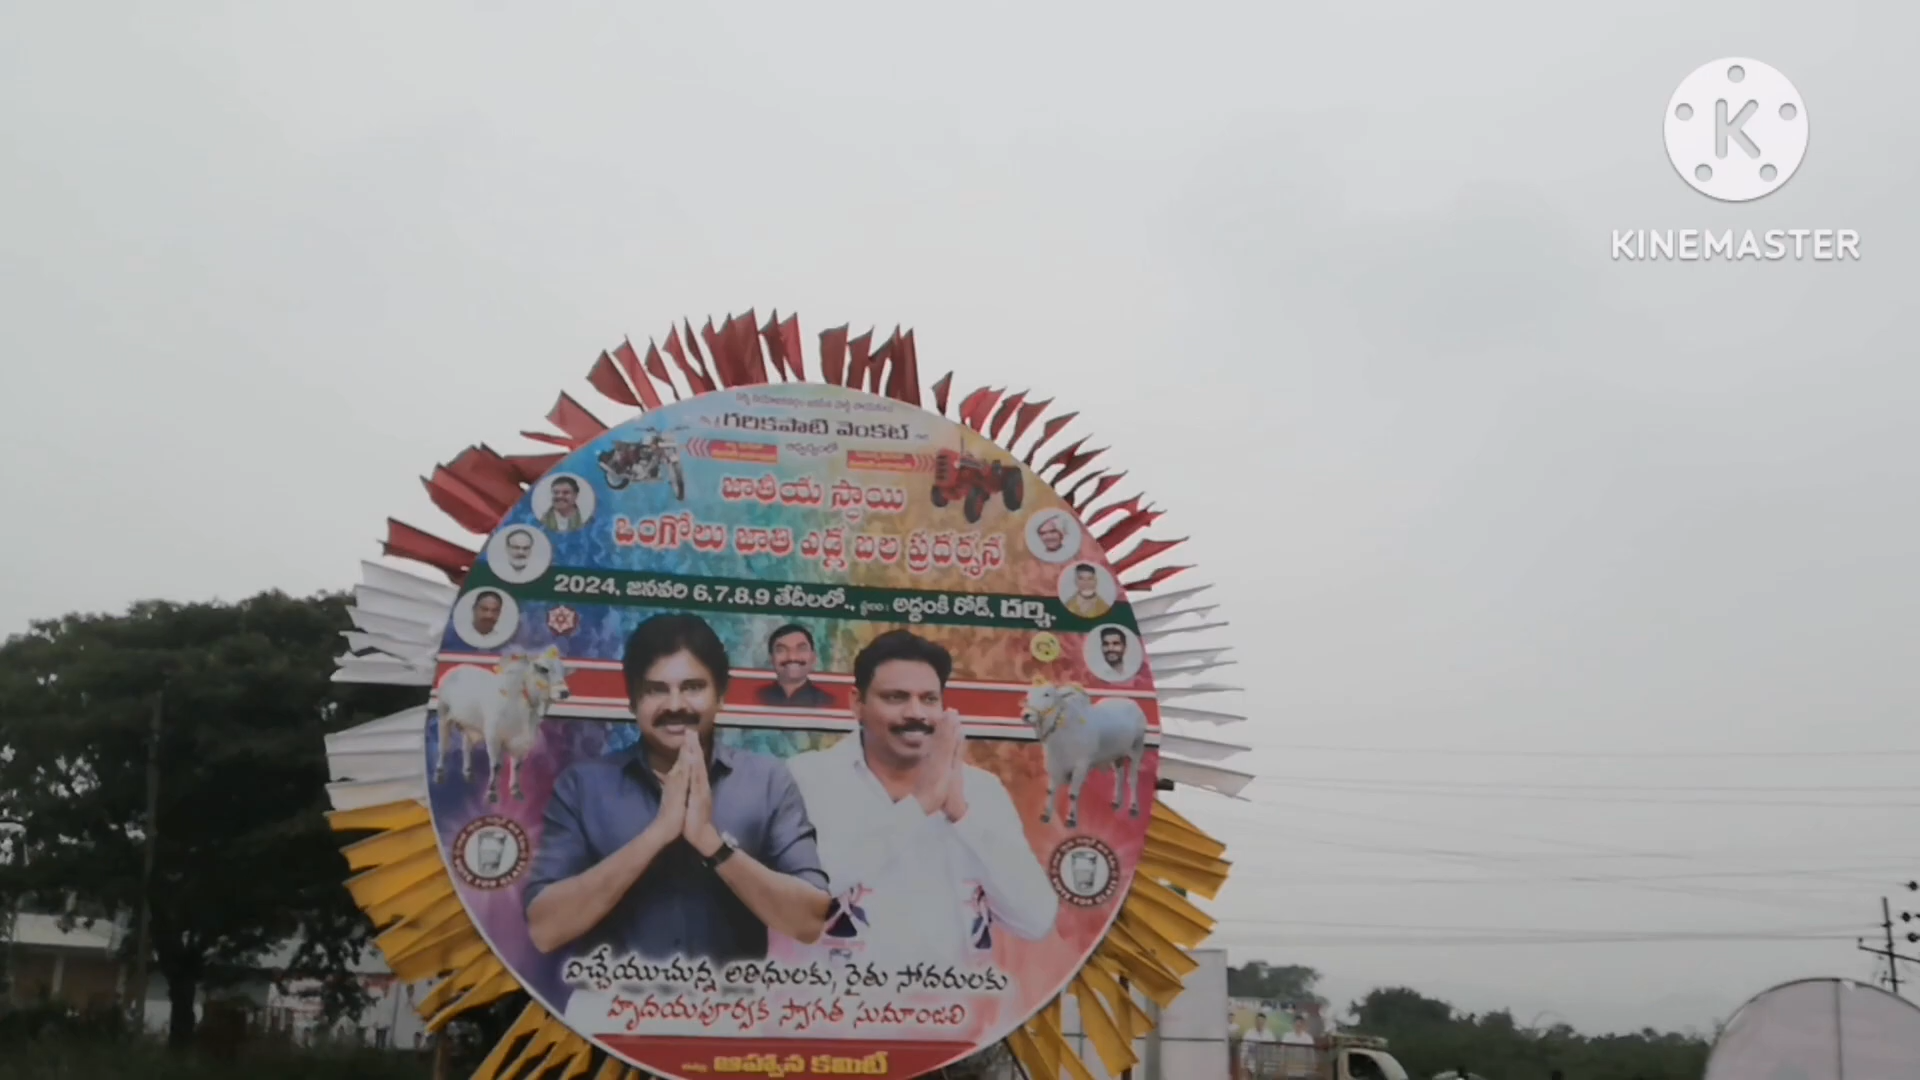 KINEMASTER
గరికపాటి వెంకట్
జాతీయ స్థాయి
ఒంగోలు జాతి ఎడ్ల బల ప్రదర్శన
2024, జనవరి 6,7,8,9 తేదీలలో., స్థలం : అద్దంకి రోడ్, దర్శి.
విచ్చేయుచున్న అతిథులకు, రైతు సోదరులకు
హృదయపూర్వక స్వాగత సుమాంజలి
ఆహ్వాన కమిటీ